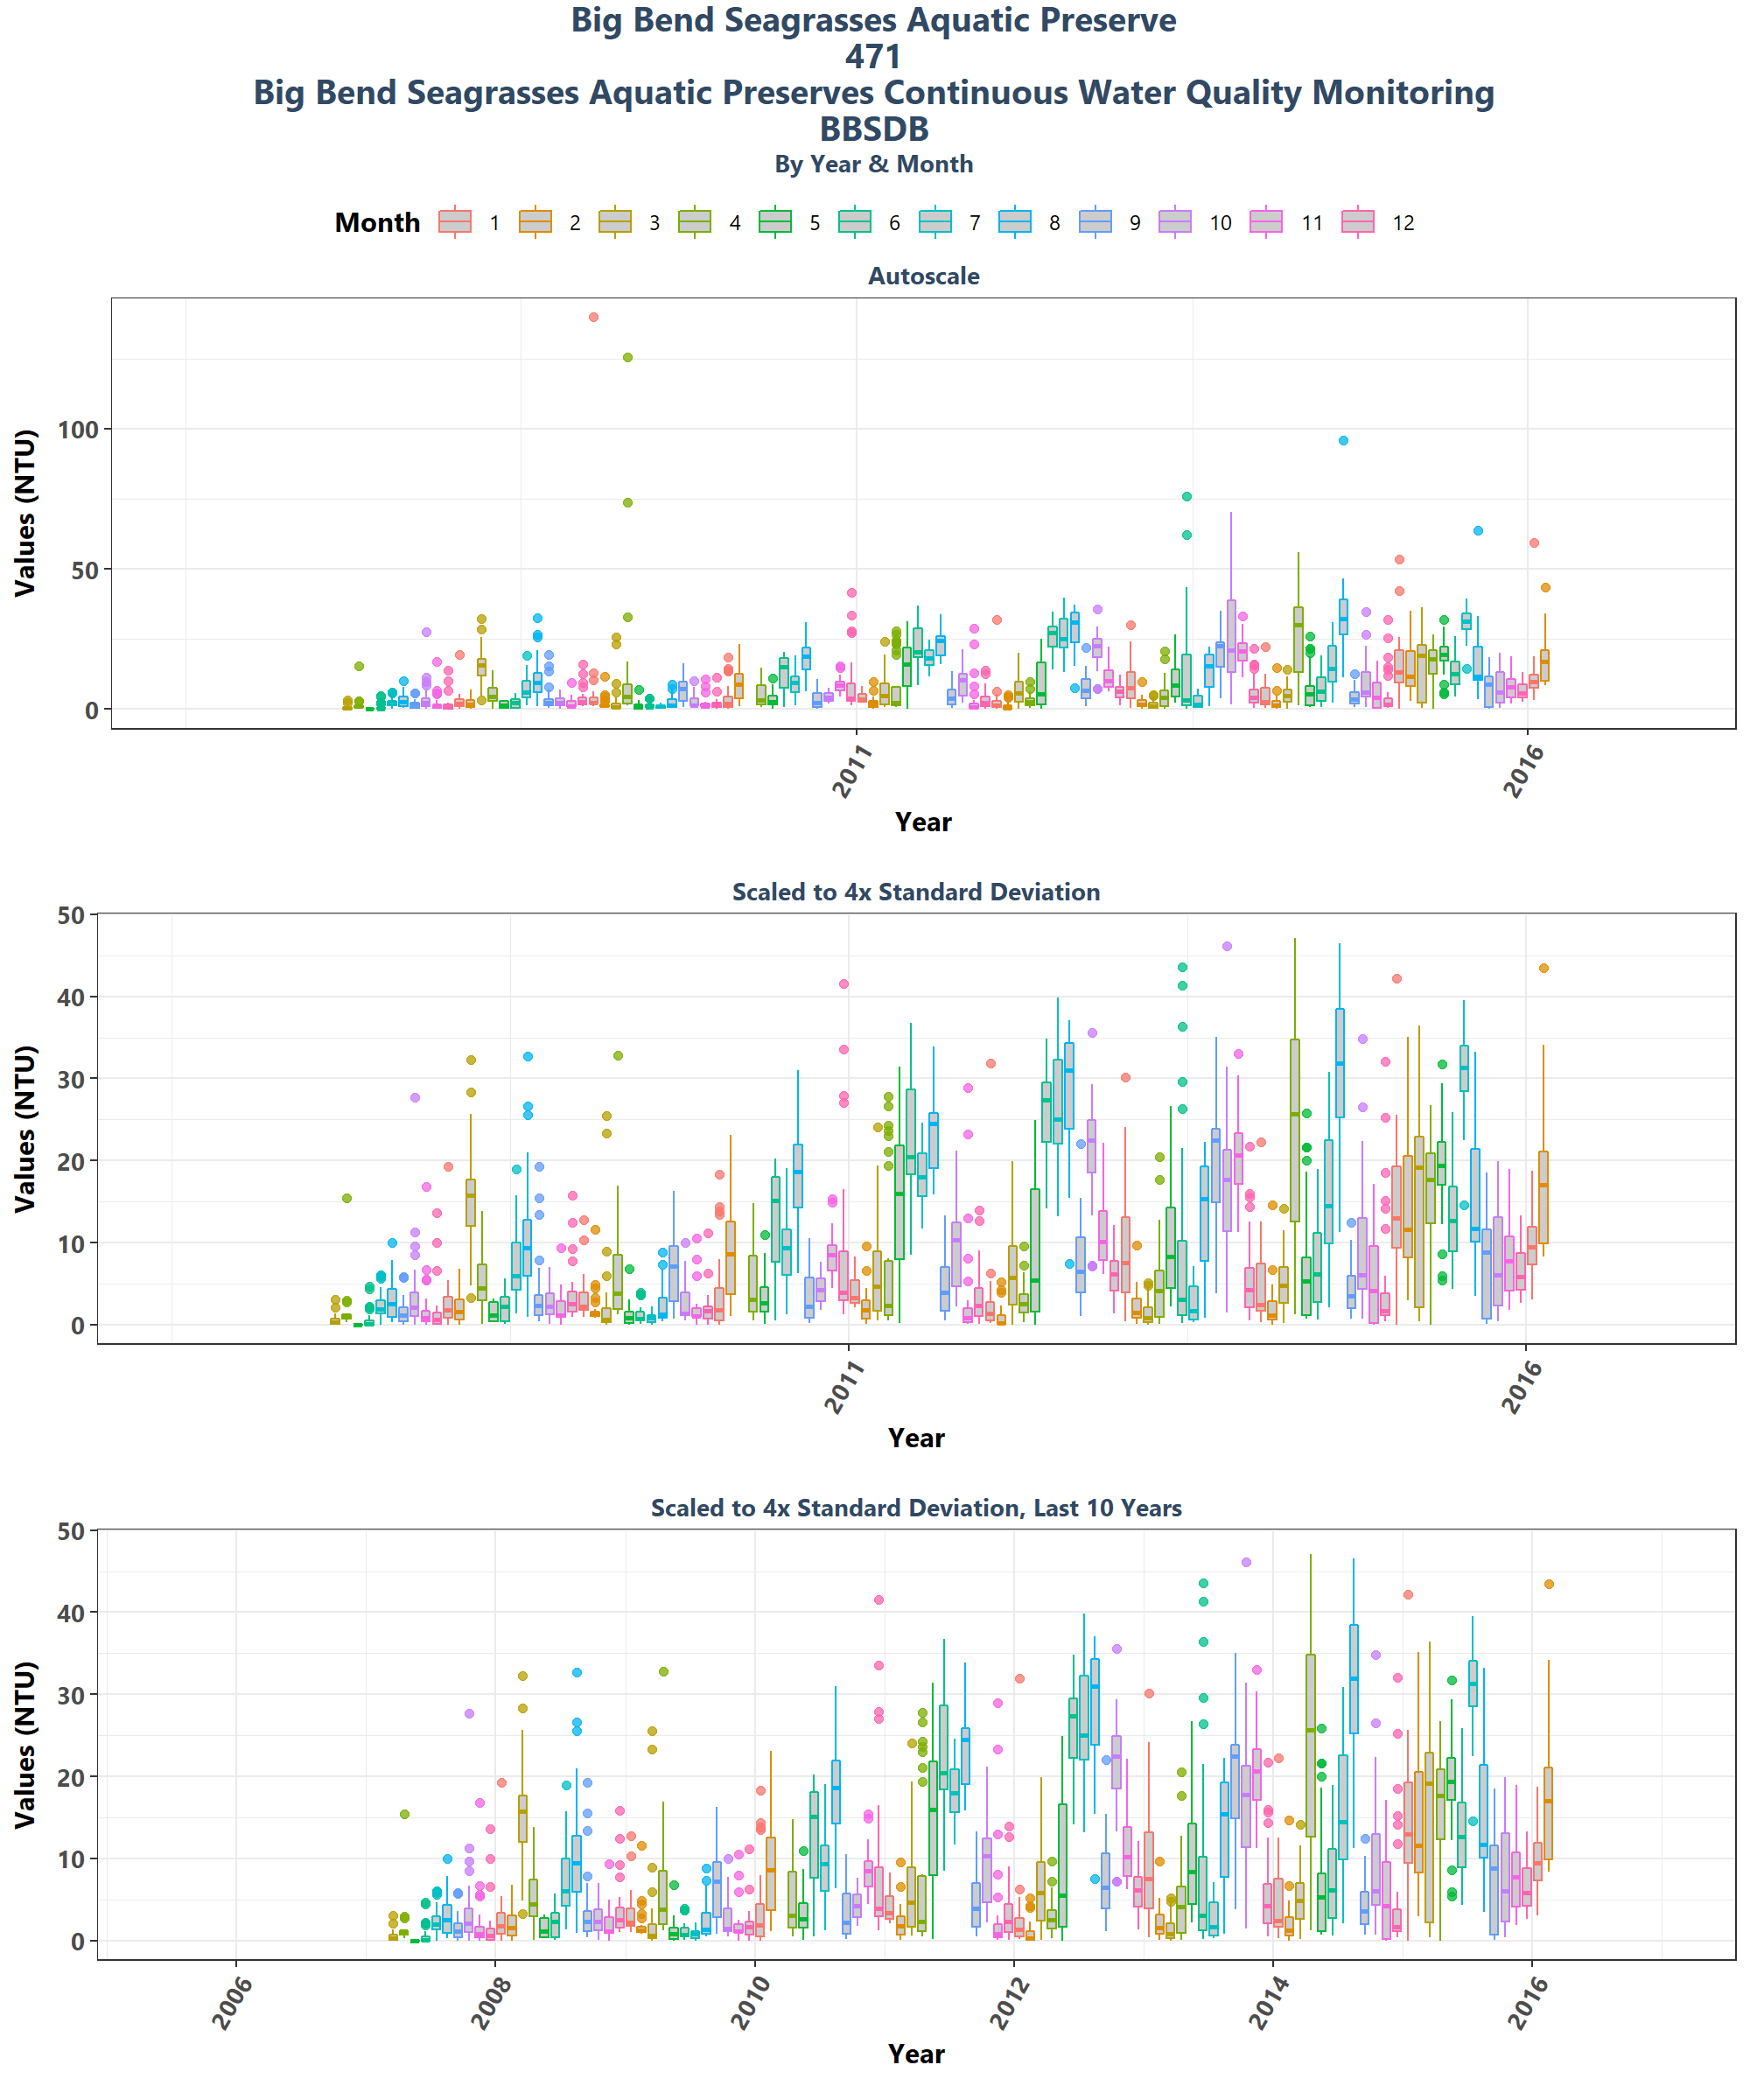 Big Bend Seagrasses Aquatic Preserve
471
Big Bend Seagrasses Aquatic Preserves Continuous Water Quality Monitoring
BBSDB
By Year & Month
Month 1 2 3 4 5 6 7 8 9 10 11 12
Autoscale
Values (NTU)
100
50
0
2011 2016
Year
Scaled to 4x Standard Deviation
Values (NTU)
50
40
30
20
10
0
2011 2016
Year
Scaled to 4x Standard Deviation, Last 10 Years
Values (NTU)
50
40
30
20
10
0
2006 2008 2010 2012 2014 2016
Year